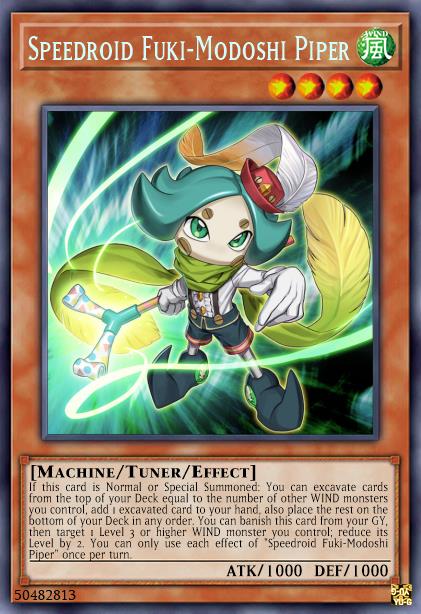 SPEEDROID FUKI-MODOSHI PIPER
WIND
風
[MACHINE/TUNER/EFFECT]
If this card is Normal or Special Summoned: You can excavate cards
from the top of your Deck equal to the number of other WIND monsters
you control, add 1 excavated card to your hand, also place the rest on the
bottom of your Deck in any order. You can banish this card from your GY,
then target 1 Level 3 or higher WIND monster you control; reduce its
Level by 2. You can only use each effect of "Speedroid Fuki-Modoshi
Piper" once per turn.
ATK/1000 DEF/1000
50482813